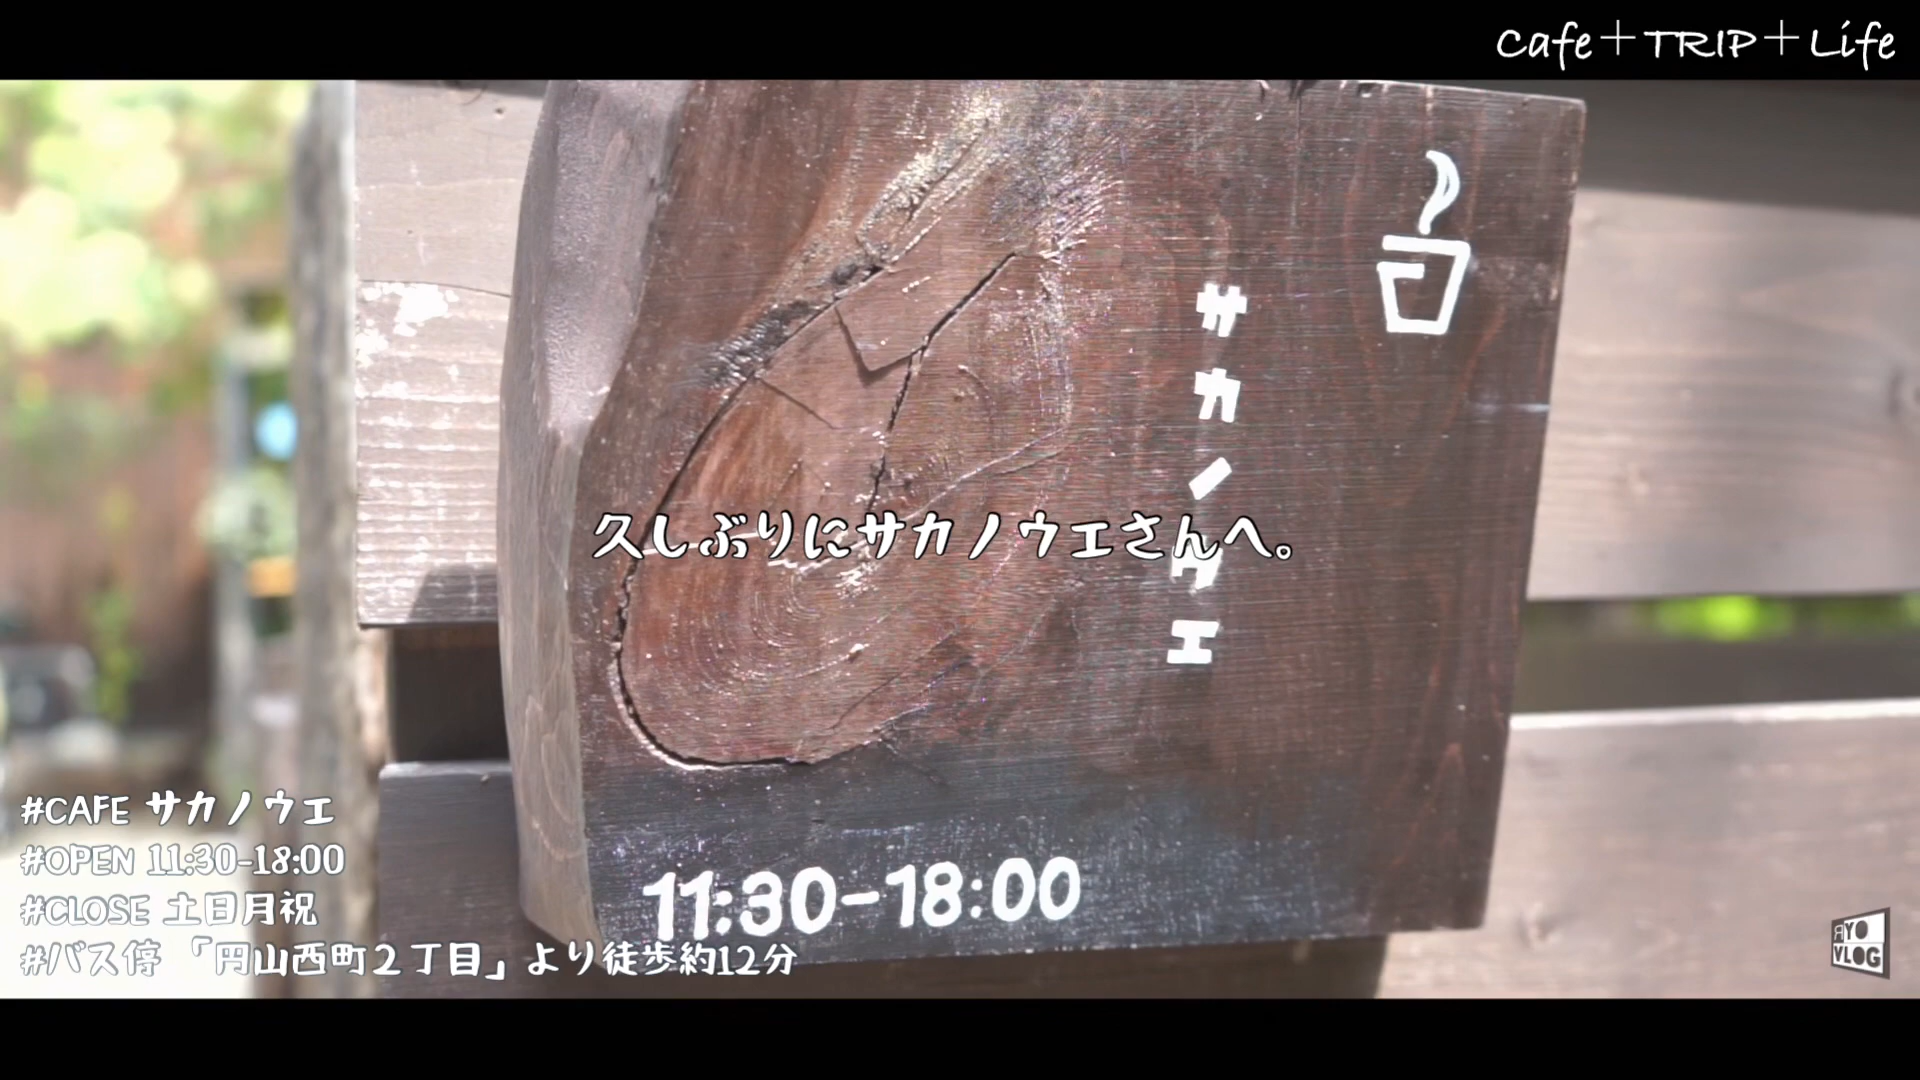 Cafe+TRIP+Life
サカノウエ
久しぶりにサカノウエさんへ。
11:30-18:00
#CAFE サカノウエ
#OPEN 11:30-18:00
#CLOSE 土日月祝
#バス停「円山西町２丁目」より徒歩約12分
RYO
VLOG